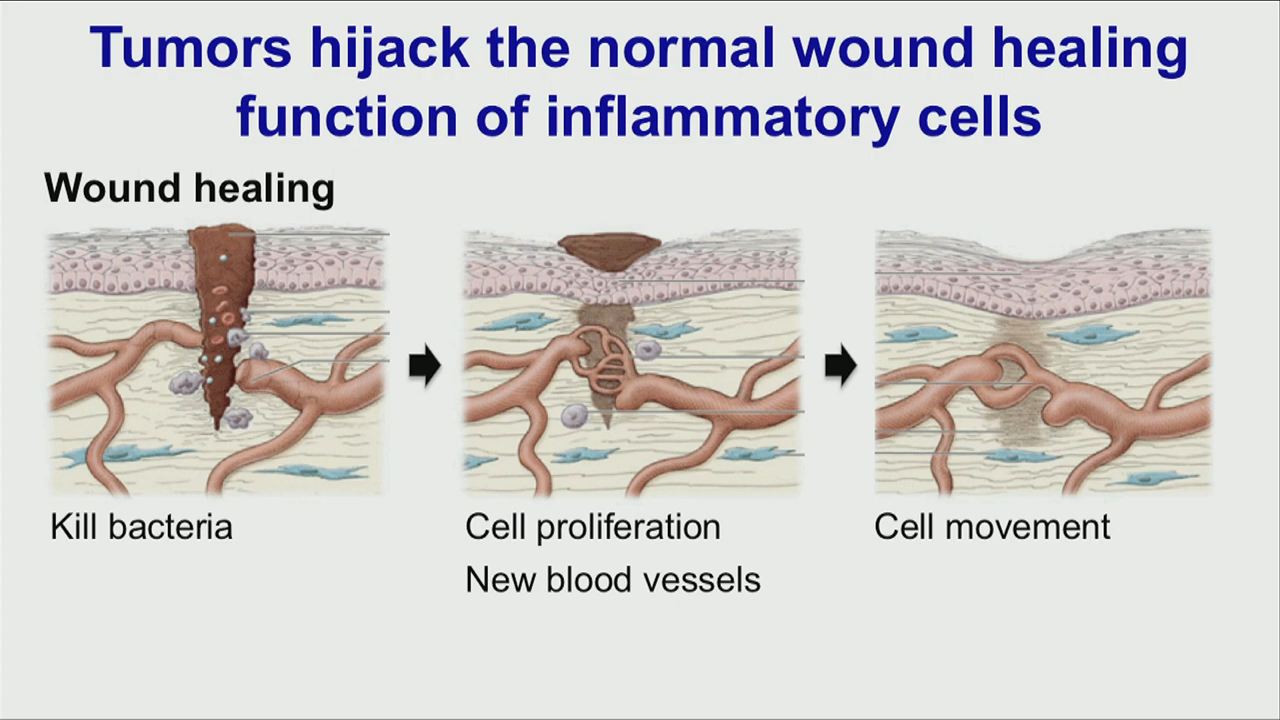 Tumors hijack the normal wound healing
function of inflammatory cells
Wound healing
Kill bacteria
Cell proliferation
New blood vessels
Cell movement